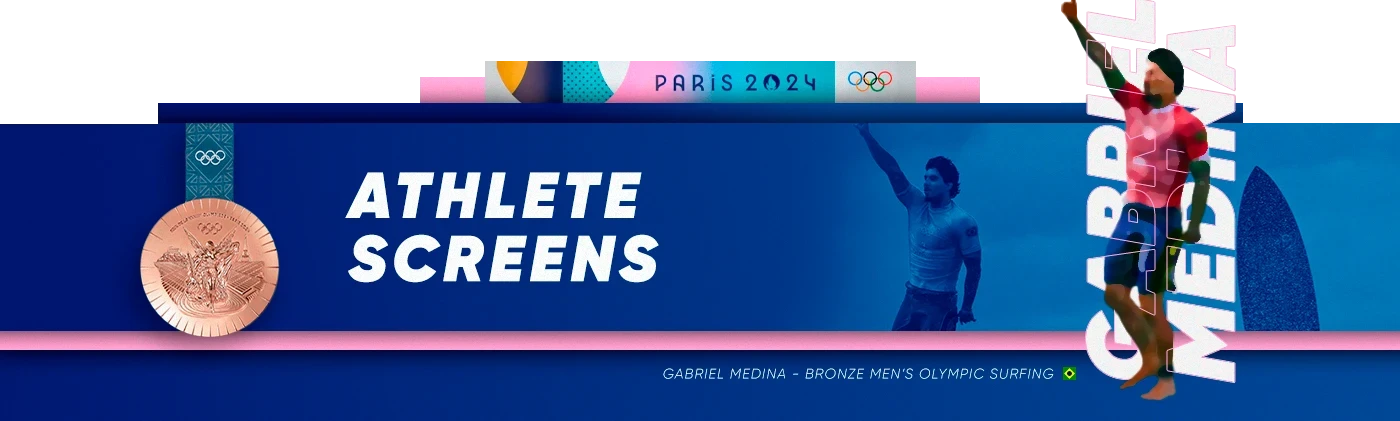 PARIS 2024
ATHLETE
SCREENS
GABRIEL
MEDINA
GABRIEL MEDINA - BRONZE MEN'S OLYMPIC SURFING